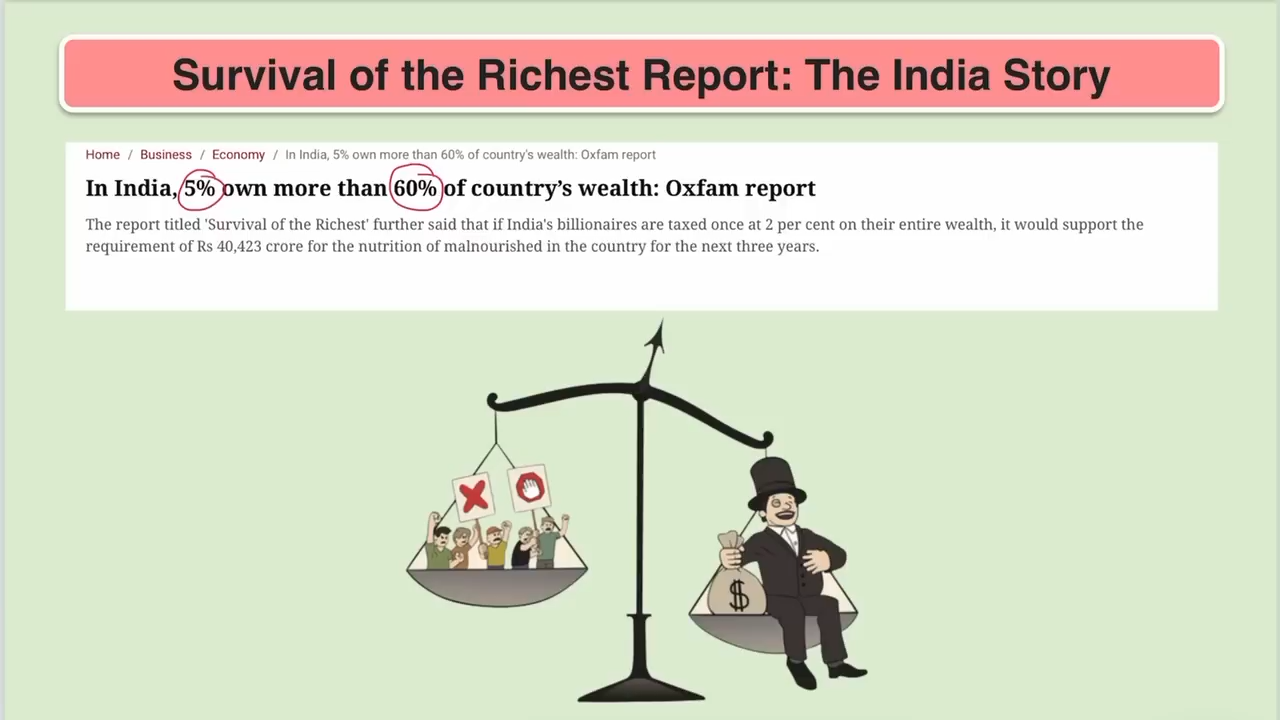 Survival of the Richest Report: The India Story
Home / Business / Economy / In India, 5% own more than 60% of country's wealth: Oxfam report
In India, 5% own more than 60% of country’s wealth: Oxfam report
The report titled 'Survival of the Richest' further said that if India's billionaires are taxed once at 2 per cent on their entire wealth, it would support the
requirement of Rs 40,423 crore for the nutrition of malnourished in the country for the next three years.
$